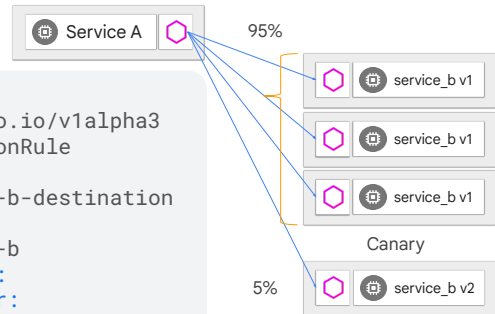 Service A
95%
service_b v1
service_b v1
service_b v1
Canary
5%
service_b v2
o.io/v1alpha3
onRule
-b-destination
-b
:
r: